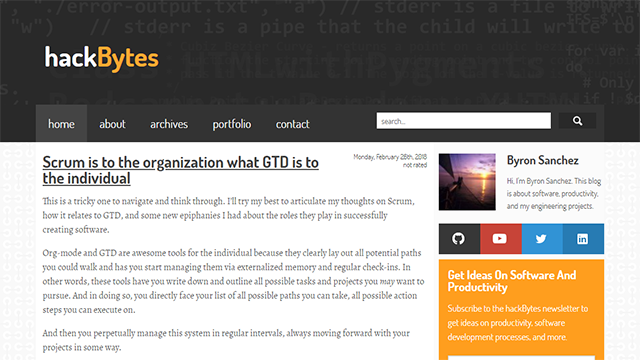 ", "./error-output.txt", "a") // stderr is a file to
"w")    // stderr is a pipe that the child will write to
hackBytes
HTMLwithPygments
for var
do
# Only
if | $
home
about
archives
portfolio
contact
search...
Scrum is to the organization what GTD is to
the individual
Monday, February 26th, 2018
not rated
This is a tricky one to navigate and think through. I'll try my best to articulate my thoughts on Scrum,
how it relates to GTD, and some new epiphanies I had about the roles they play in successfully
creating software.
Org-mode and GTD are awesome tools for the individual because they clearly lay out all potential paths
you could walk and has you start managing them via externalized memory and regular check-ins. In
other words, these tools have you write down and outline all possible tasks and projects you may want to
pursue. And in doing so, you directly face your list of all possible paths you can take, all possible action
steps you can execute on.
And then you perpetually manage this system in regular intervals, always moving forward with your
projects in some way.
Byron Sanchez
Hi, I'm Byron Sanchez. This
blog is about software, productivity,
and my engineering projects.
Get Ideas On Software And
Productivity
Subscribe to the hackBytes newsletter to
get ideas on productivity, software
development processes, and more.